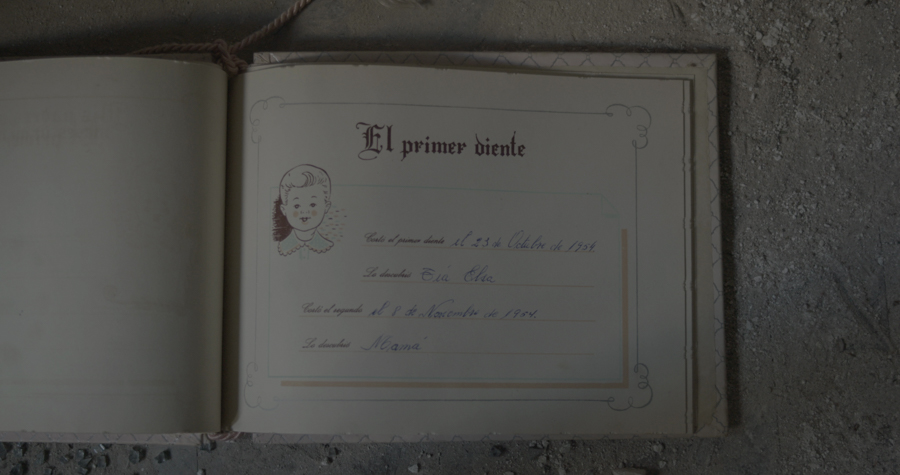 El primer diente
Cortó el primer diente el 23 de Octubre de 1954
Lo descubrió Tía Elsa
Cortó el segundo el 8 de Noviembre de 1954.
Lo descubrió Mamá